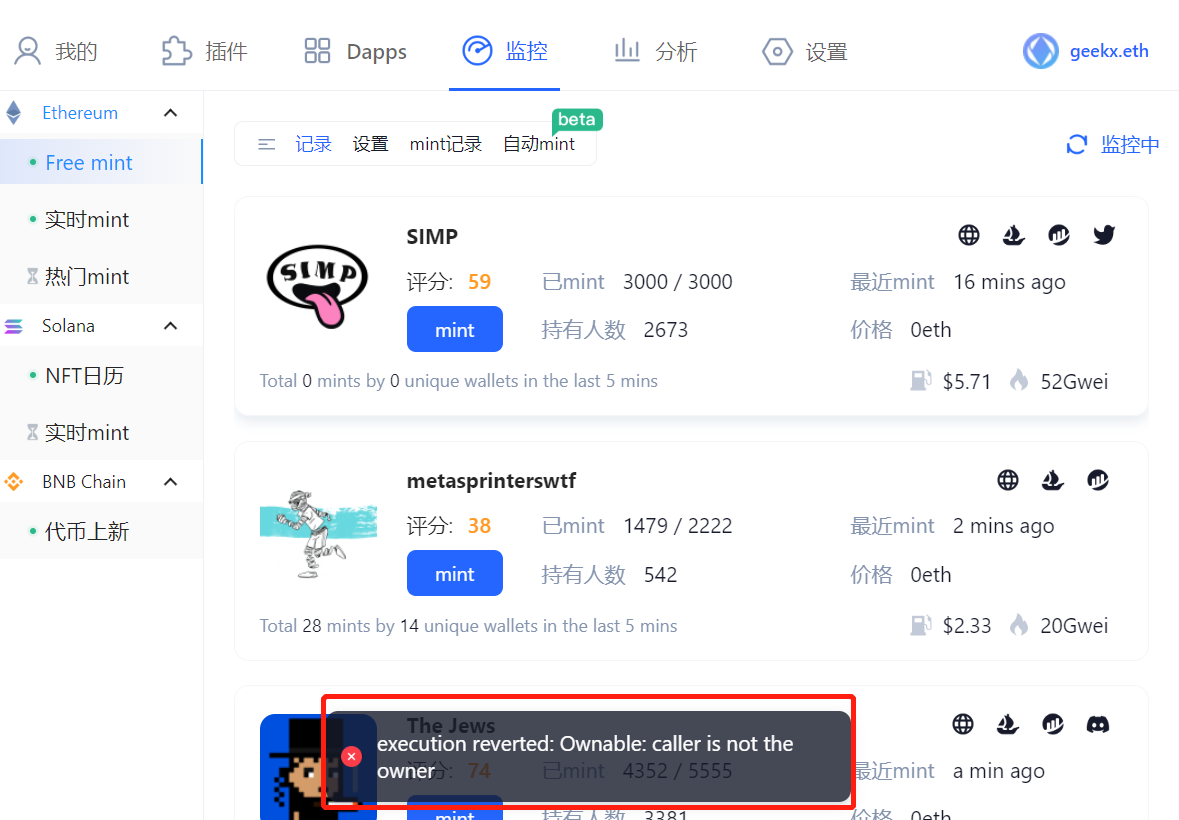 我的 插件 Dapps 监控 分析 设置 geekx.eth
Ethereum
Free mint
实时mint
热门mint
Solana
NFT日历
实时mint
BNB Chain
代币上新
beta
记录 设置 mint记录 自动mint 监控中
SIMP
SIMP
评分: 59 已mint 3000 / 3000 最近mint 16 mins ago
mint 持有人数 2673 价格 0eth
Total 0 mints by 0 unique wallets in the last 5 mins $5.71 52Gwei
metasprinterswtf
评分: 38 已mint 1479 / 2222 最近mint 2 mins ago
mint 持有人数 542 价格 0eth
Total 28 mints by 14 unique wallets in the last 5 mins $2.33 20Gwei
The Jews
execution reverted: Ownable: caller is not the
owner
评分: 74 已mint 4352 / 5555 最近mint a min ago
mint 持有人数 3381 价格 0eth